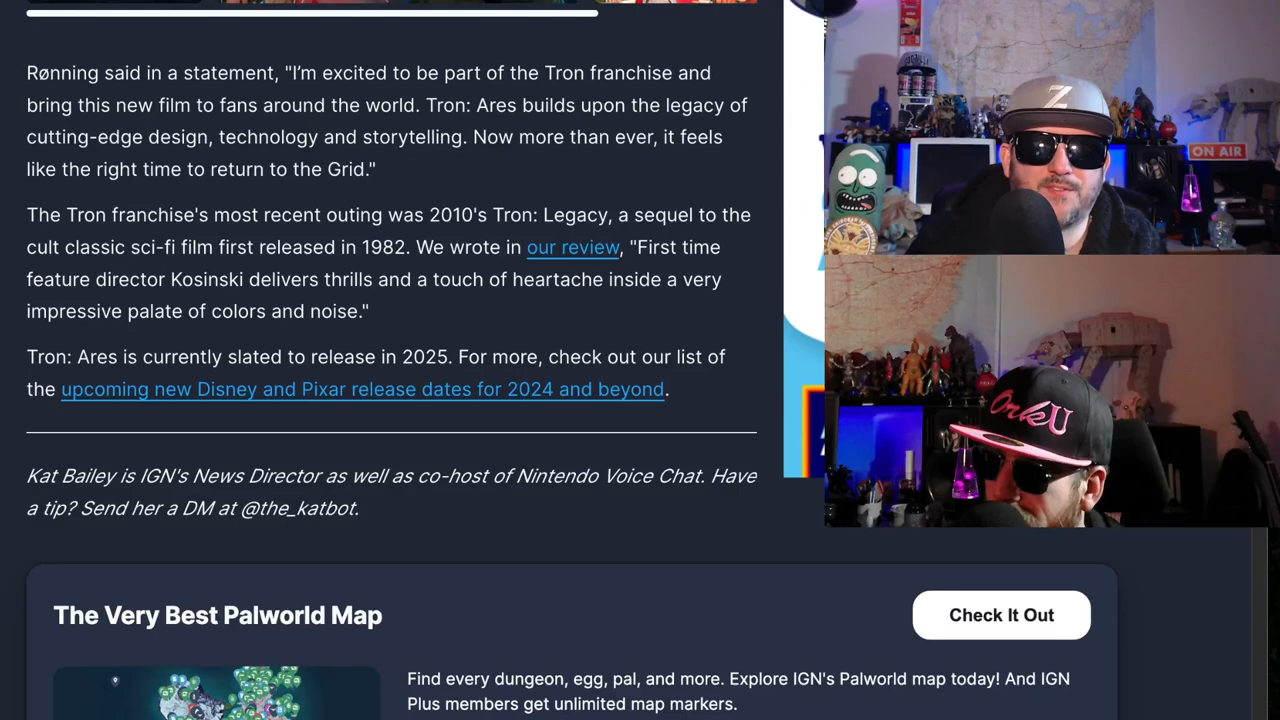 Rønning said in a statement, "I'm excited to be part of the Tron franchise and
bring this new film to fans around the world. Tron: Ares builds upon the legacy of
cutting-edge design, technology and storytelling. Now more than ever, it feels
like the right time to return to the Grid."
The Tron franchise's most recent outing was 2010's Tron: Legacy, a sequel to the
cult classic sci-fi film first released in 1982. We wrote in our review, "First time
feature director Kosinski delivers thrills and a touch of heartache inside a very
impressive palate of colors and noise."
Tron: Ares is currently slated to release in 2025. For more, check out our list of
the upcoming new Disney and Pixar release dates for 2024 and beyond.
Kat Bailey is IGN's News Director as well as co-host of Nintendo Voice Chat. Have
a tip? Send her a DM at @the_katbot.
The Very Best Palworld Map
Check It Out
Find every dungeon, egg, pal, and more. Explore IGN's Palworld map today! And IGN
Plus members get unlimited map markers.
Z
ON AIR
OrkU